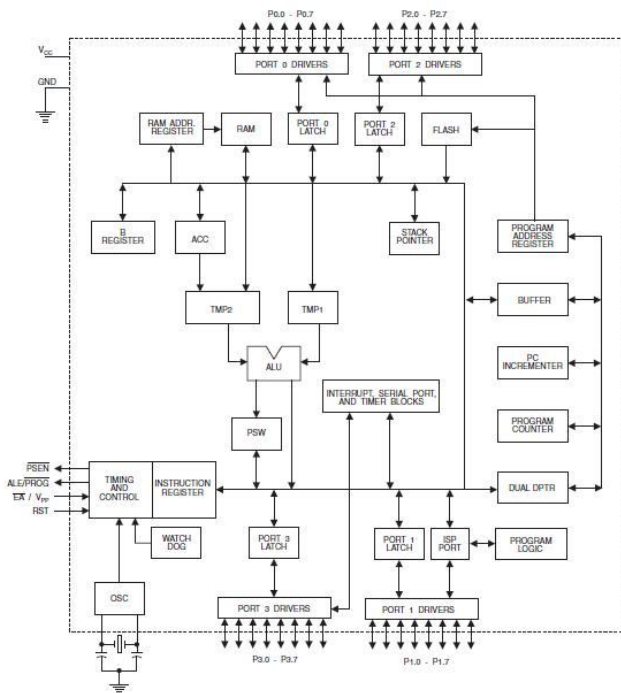 P0.0 - P0.7
P2.0 - P2.7
VCC
PORT 0 DRIVERS
PORT 2 DRIVERS
GND
RAM ADDR.
REGISTER
RAM
PORT 0
LATCH
PORT 2
LATCH
FLASH
B
REGISTER
ACC
STACK
POINTER
PROGRAM
ADDRESS
REGISTER
TMP2
TMP1
BUFFER
ALU
PC
INCREMENTER
INTERRUPT, SERIAL PORT,
AND TIMER BLOCKS
PSW
PROGRAM
COUNTER
PSEN
ALE/PROG
EA / VPP
RST
TIMING
AND
CONTROL
INSTRUCTION
REGISTER
DUAL DPTR
WATCH
DOG
PORT 3
LATCH
PORT 1
LATCH
ISP
PORT
PROGRAM
LOGIC
OSC
PORT 3 DRIVERS
PORT 1 DRIVERS
P3.0 - P3.7
P1.0 - P1.7